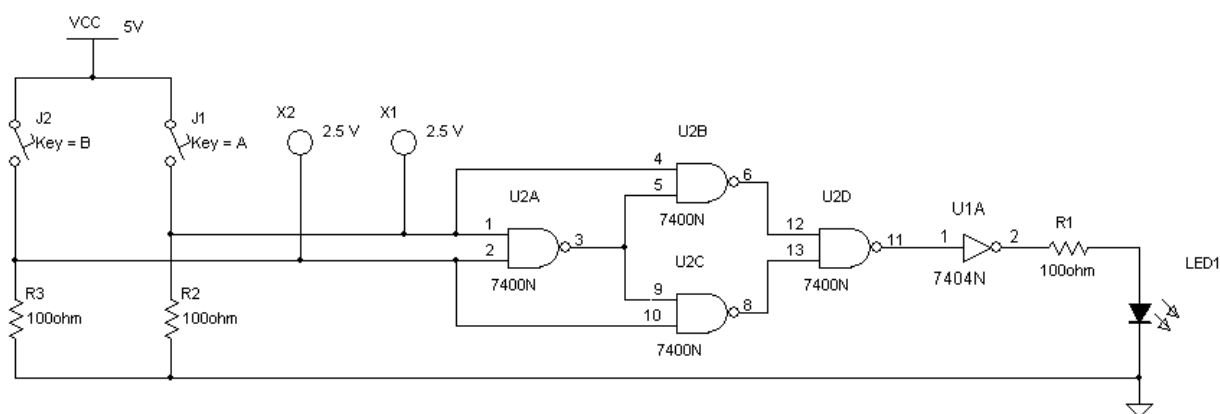 VCC 5V
J2
Key = B
J1
Key = A
X2
2.5 V
X1
2.5 V
U2B
4
5
6
7400N
U2A
1
2
3
7400N
U2C
9
10
8
7400N
U2D
12
13
11
7400N
U1A
1
2
7404N
R1
100ohm
LED1
R3
100ohm
R2
100ohm